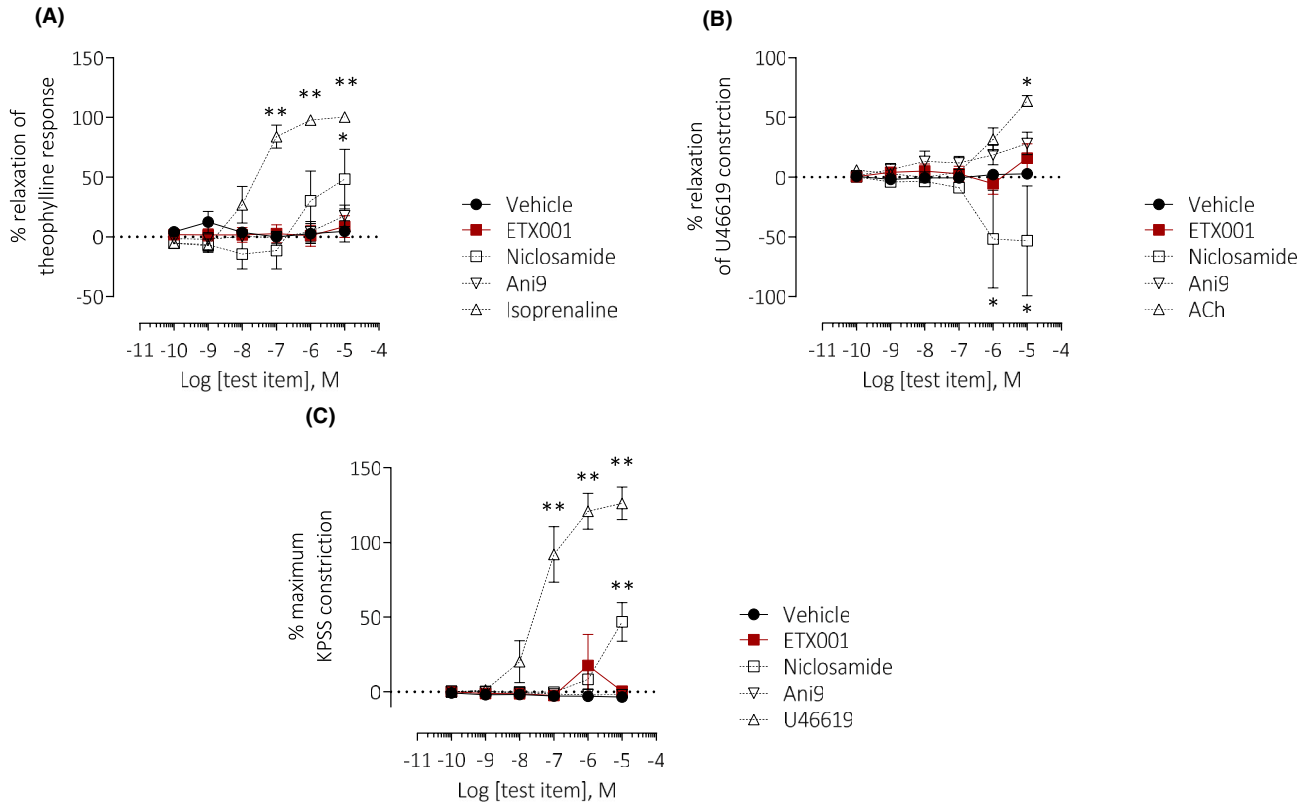 (A)
% relaxation of
theophylline response
150
100
50
0
-50
**
**
**
*
-11 -10 -9 -8 -7 -6 -5 -4
Log [test item], M
Vehicle
ETX001
Niclosamide
Ani9
Isoprenaline
(B)
% relaxation
of U46619 constrction
100
50
0
-50
-100
*
*
*
-11 -10 -9 -8 -7 -6 -5 -4
Log [test item], M
Vehicle
ETX001
Niclosamide
Ani9
ACh
(C)
% maximum
KPSS constriction
150
100
50
0
**
**
**
**
-11 -10 -9 -8 -7 -6 -5 -4
Log [test item], M
Vehicle
ETX001
Niclosamide
Ani9
U46619